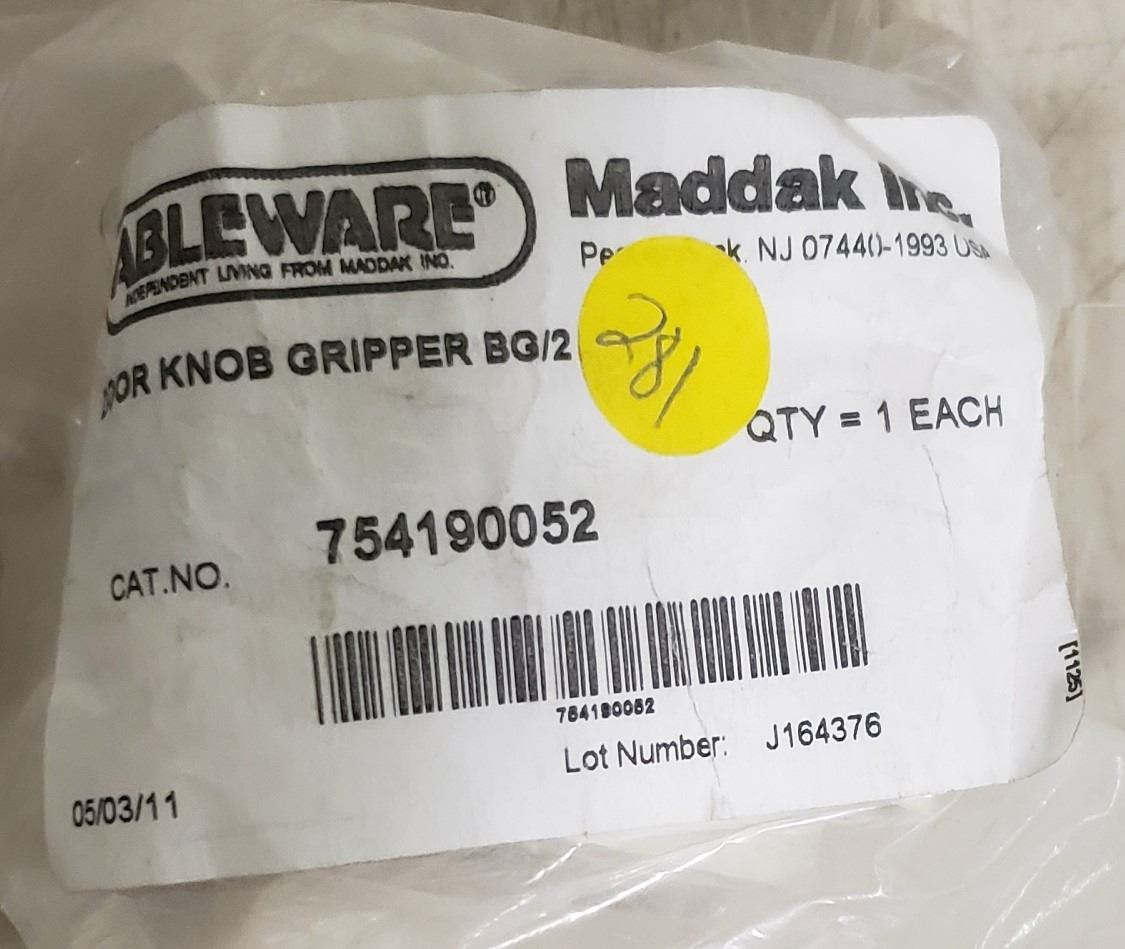 ABLEWARE®
INDEPENDENT LIVING FROM MADDAK INC.
Maddak Inc.
NJ 07440-1993 USA
KNOB GRIPPER BG/2
281
QTY = 1 EACH
CAT.NO.
754190052
754190052
Lot Number: J164376
05/03/11
[1125]